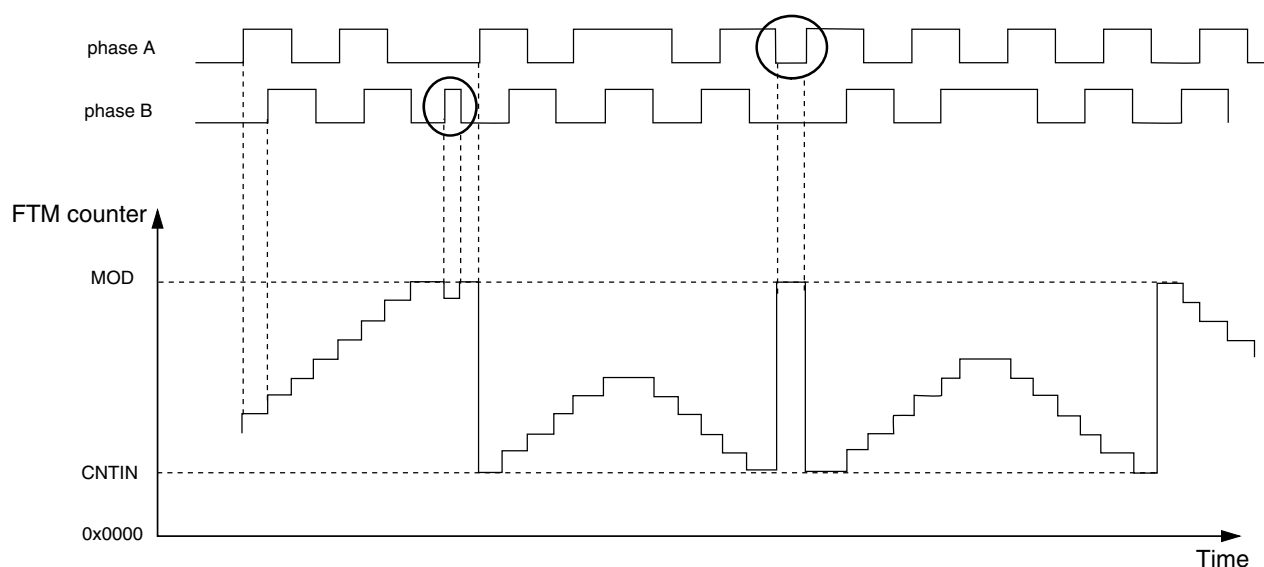 phase A
phase B
FTM counter
MOD
CNTIN
0x0000
Time